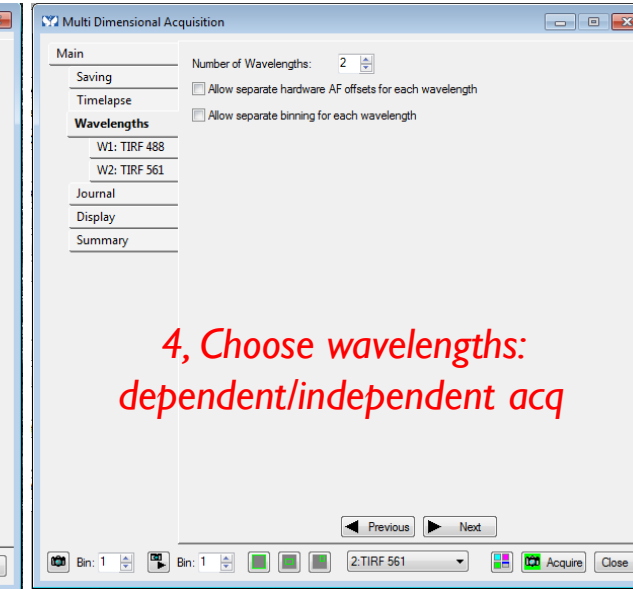 Multi Dimensional Acquisition
Main
Saving
Timelapse
Wavelengths
W1: TIRF 488
W2: TIRF 561
Journal
Display
Summary
Number of Wavelengths: 2
Allow separate hardware AF offsets for each wavelength
Allow separate binning for each wavelength
4, Choose wavelengths:
dependent/independent acq
Previous Next
Bin: 1 Bin: 1 2:TIRF 561 Acquire Close